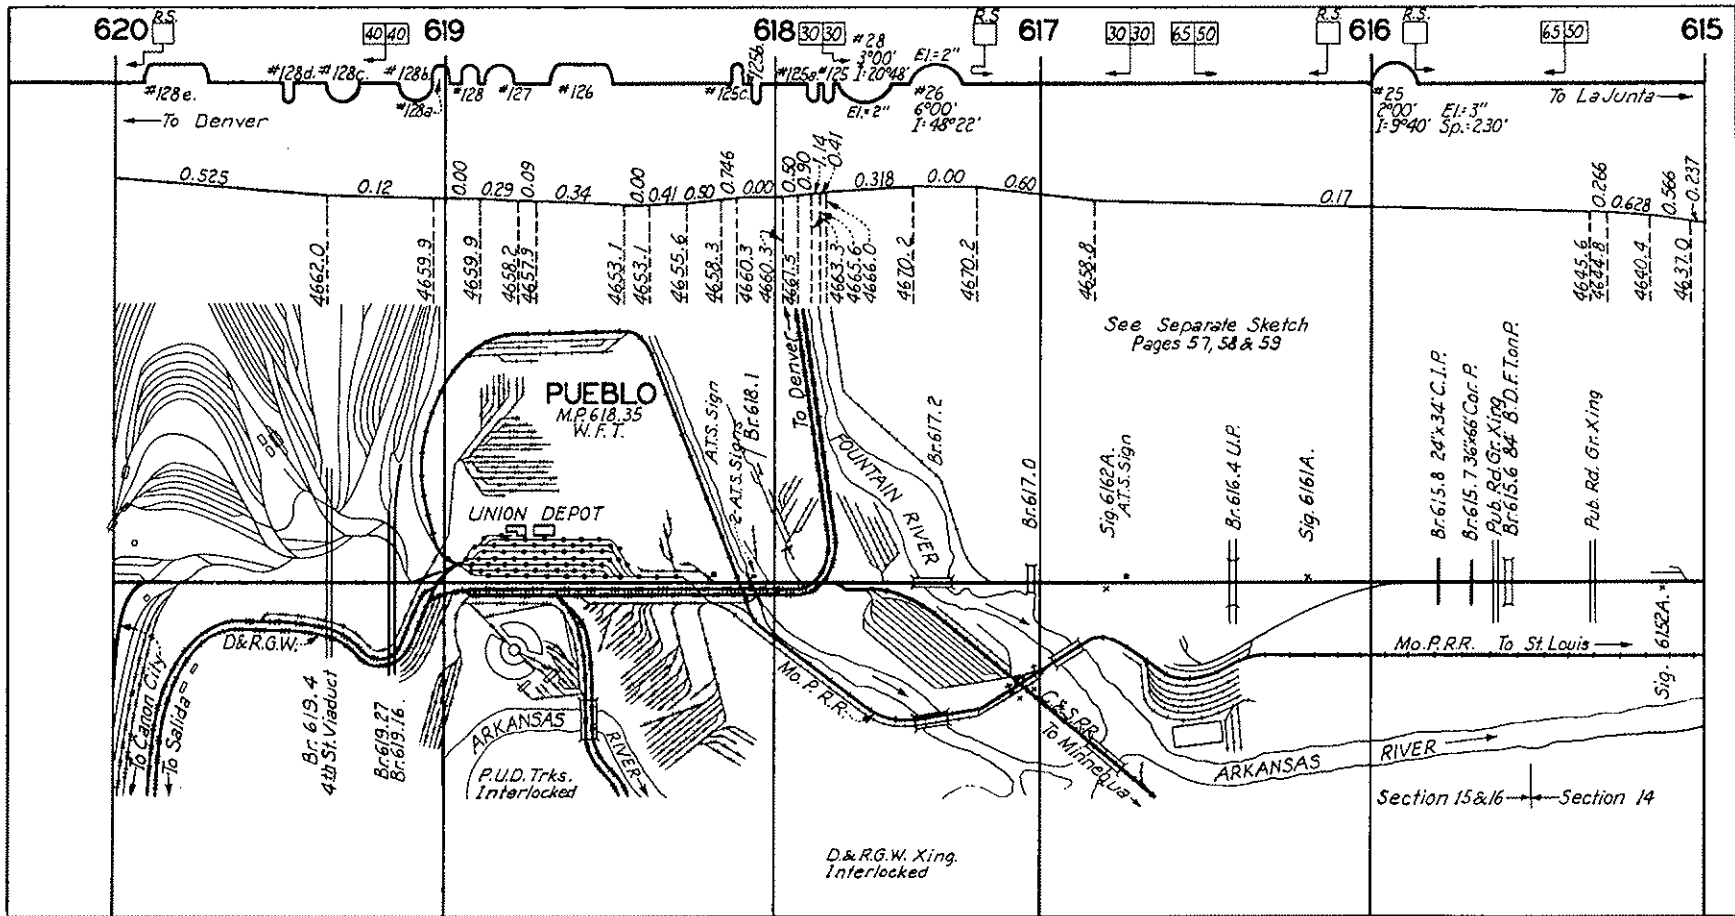 620 R.S. 40 40 619 618 30 30 #28 R.S 617 30 30 65 50 R.S. 616 R.S. 65 50 615
3°00'
I:20°48'
El.=2"
#128e. #128d. #128c. #128b. #128a. #128 #127 #126 #125c. #125b. #125a. #125
El.=2"
#26
6°00'
I:48°22'
#25
2°00' El.:3"
I:9°40' Sp.:230'
To Denver
To La Junta
0.525 0.12 0.00 0.29 0.09 0.34 0.00 0.41 0.50 0.746 0.00 0.50 0.90 1.14 0.41 0.318 0.00 0.60 0.17 0.266 0.628 0.566 0.237
4662.0 4659.9 4659.9 4658.2 4657.9 4653.1 4653.1 4655.6 4658.3 4660.3 4660.3 4667.5 4663.3 4665.6 4666.0 4670.2 4670.2 4658.8 4645.6 4644.8 4640.4 4637.0
See Separate Sketch
Pages 57, 58 & 59
PUEBLO
M.P. 618.35
W.F.T.
UNION DEPOT
A.T.S. Sign
2-A.T.S. Signs
Br. 618.1
To Denver
FOUNTAIN
RIVER
Br. 617.2
Br. 617.0
Sig. 6162A.
A.T.S. Sign
Br. 616.4 U.P.
Sig. 6161A.
Br. 615.8 24"x34' C.I.P.
Br. 615.7 36"x66' Cor. P.
Pub. Rd. Gr. Xing
Br. 615.6 84' B.D.F.T. on P.
Pub. Rd. Gr. Xing
Sig. 6152A.
D.&R.G.W.
To Canon City
To Salida
Br. 619.4
4th St. Viaduct
Br. 619.27
Br. 619.16.
ARKANSAS
RIVER
P.U.D. Trks.
Interlocked
Mo. P. R.R.
C.&S.RR.
To Minnequa
Mo. P. R.R. To St. Louis
ARKANSAS
RIVER
Section 15&16 Section 14
D.&R.G.W. Xing.
Interlocked